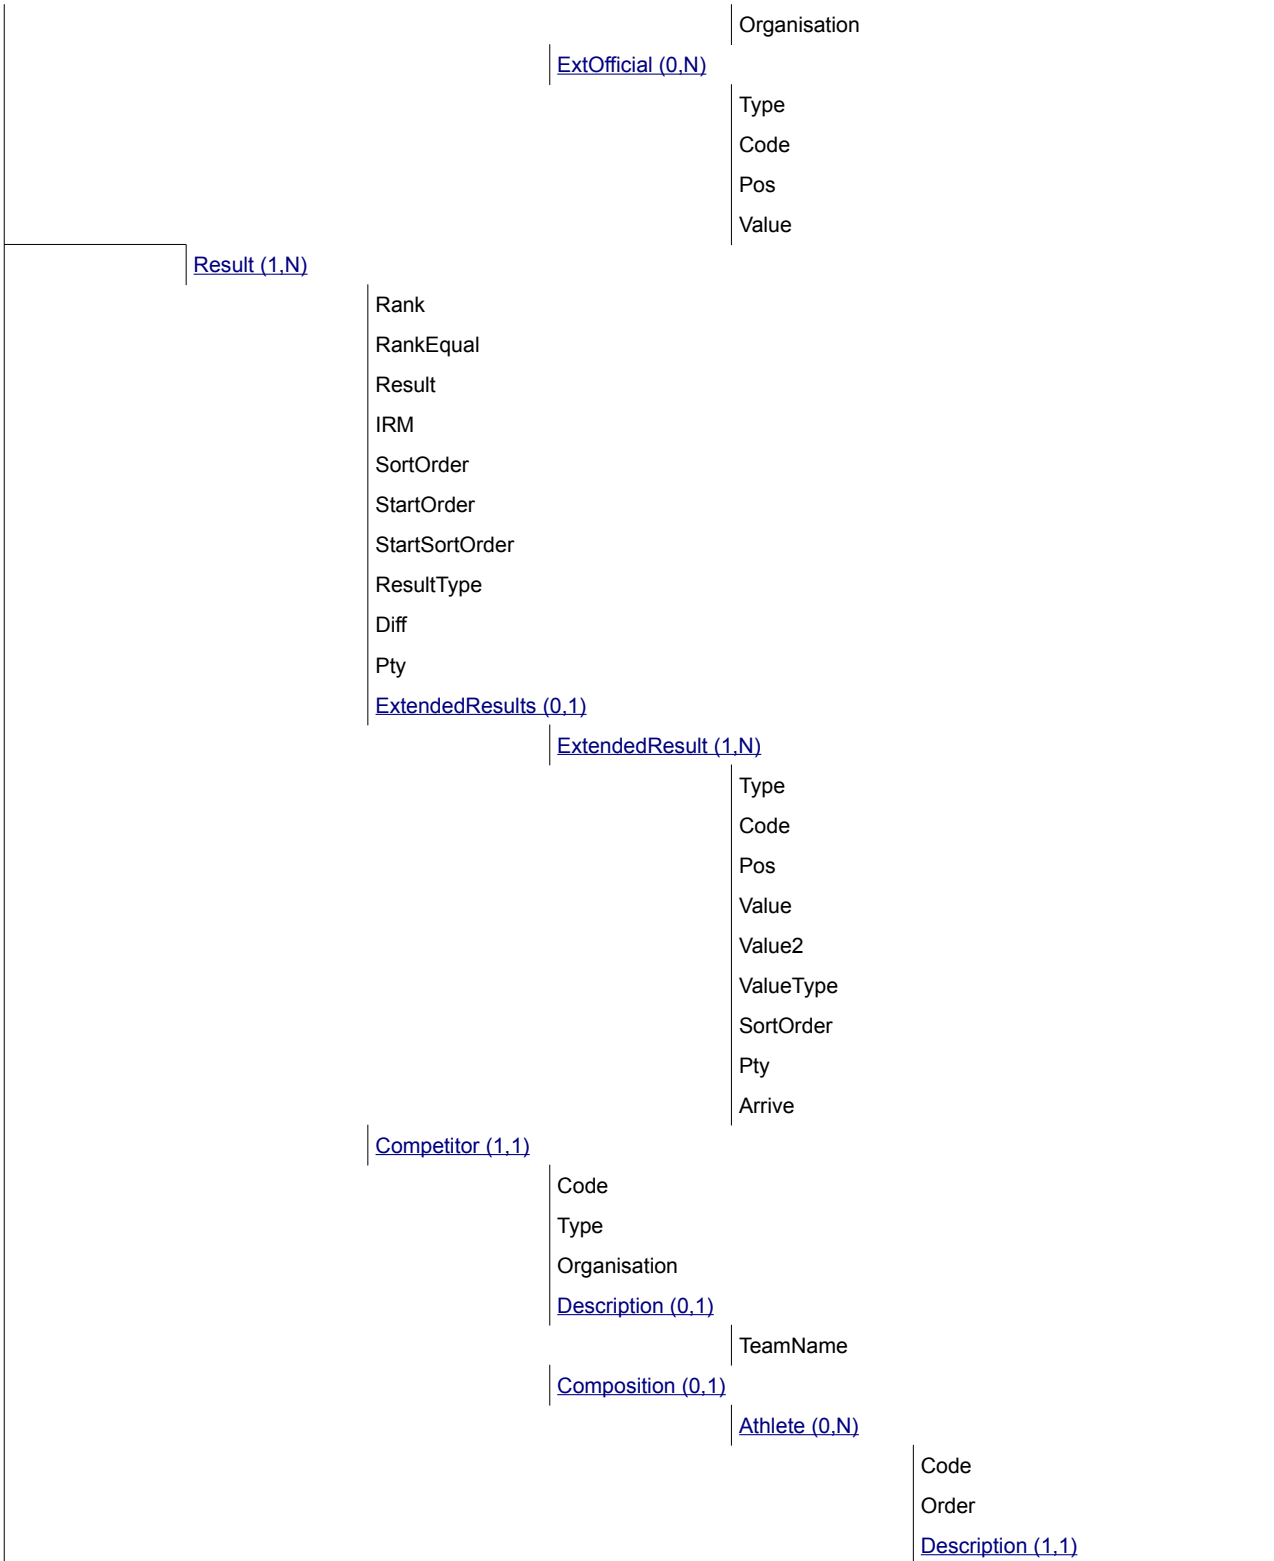 Organisation
ExtOfficial (0,N)
Type
Code
Pos
Value
Result (1,N)
Rank
RankEqual
Result
IRM
SortOrder
StartOrder
StartSortOrder
ResultType
Diff
Pty
ExtendedResults (0,1)
ExtendedResult (1,N)
Type
Code
Pos
Value
Value2
ValueType
SortOrder
Pty
Arrive
Competitor (1,1)
Code
Type
Organisation
Description (0,1)
TeamName
Composition (0,1)
Athlete (0,N)
Code
Order
Description (1,1)